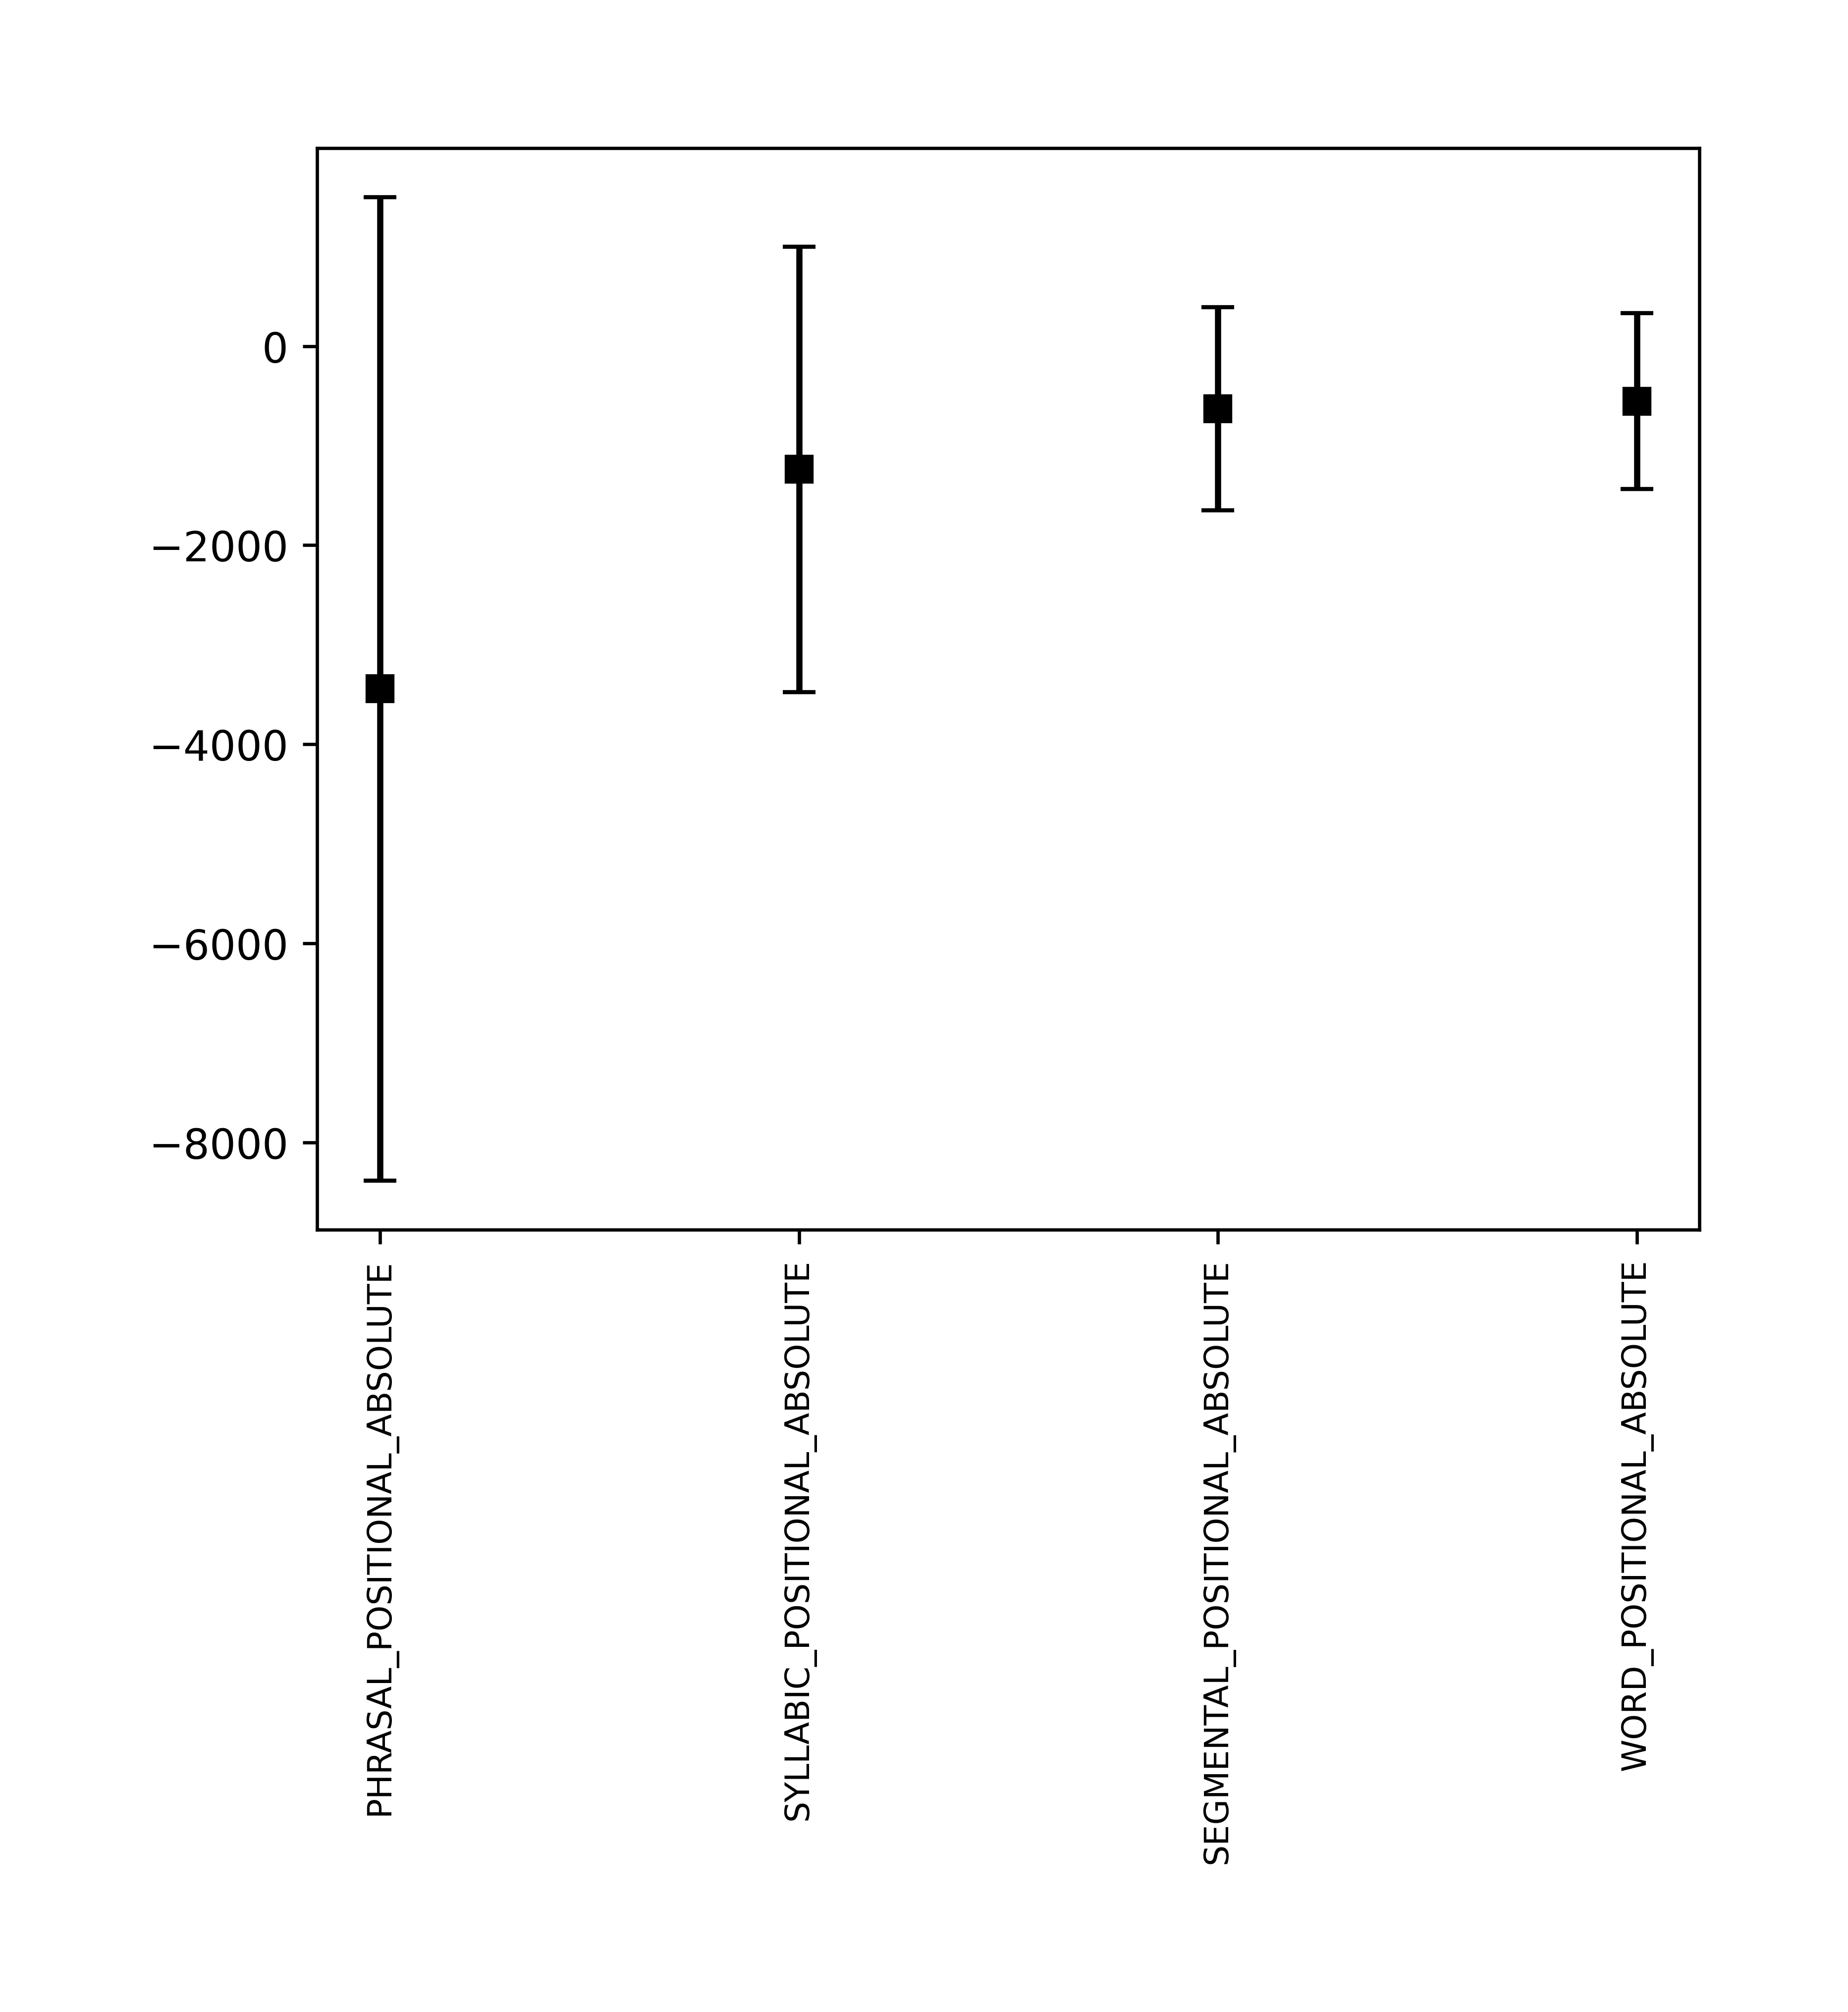 0
−2000
−4000
−6000
−8000
PHRASAL_POSITIONAL_ABSOLUTE
SYLLABIC_POSITIONAL_ABSOLUTE
SEGMENTAL_POSITIONAL_ABSOLUTE
WORD_POSITIONAL_ABSOLUTE